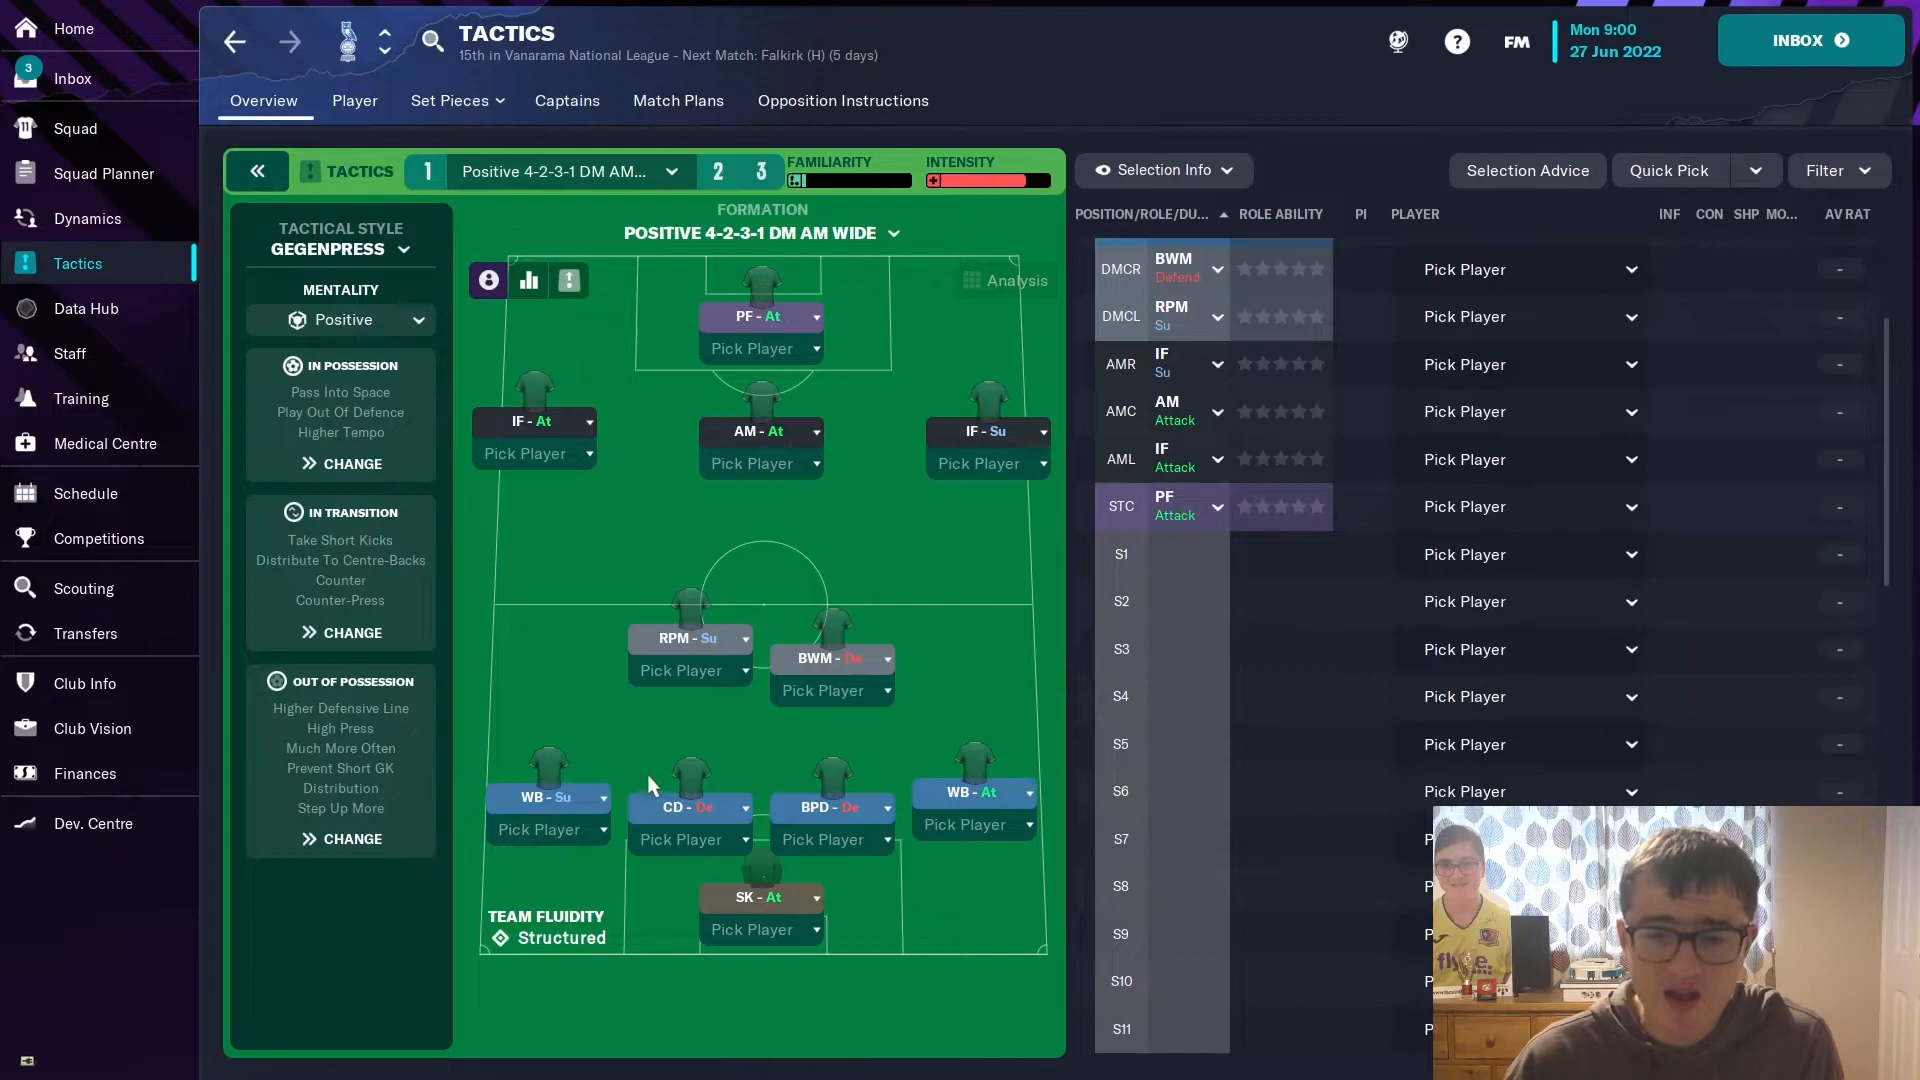 Home
3
Inbox
Squad
Squad Planner
Dynamics
Tactics
Data Hub
Staff
Training
Medical Centre
Schedule
Competitions
Scouting
Transfers
Club Info
Club Vision
Finances
Dev. Centre
TACTICS
15th in Vanarama National League - Next Match: Falkirk (H) (5 days)
?
FM
Mon 9:00
27 Jun 2022
INBOX
Overview
Player
Set Pieces
Captains
Match Plans
Opposition Instructions
TACTICS
1
Positive 4-2-3-1 DM AM...
2
3
FAMILIARITY
INTENSITY
TACTICAL STYLE
GEGENPRESS
MENTALITY
Positive
IN POSSESSION
Pass Into Space
Play Out Of Defence
Higher Tempo
CHANGE
IN TRANSITION
Take Short Kicks
Distribute To Centre-Backs
Counter
Counter-Press
CHANGE
OUT OF POSSESSION
Higher Defensive Line
High Press
Much More Often
Prevent Short GK
Distribution
Step Up More
CHANGE
FORMATION
POSITIVE 4-2-3-1 DM AM WIDE
Analysis
PF - At
Pick Player
IF - At
Pick Player
AM - At
Pick Player
IF - Su
Pick Player
RPM - Su
Pick Player
BWM - De
Pick Player
WB - Su
Pick Player
CD - De
Pick Player
BPD - De
Pick Player
WB - At
Pick Player
SK - At
Pick Player
TEAM FLUIDITY
Structured
Selection Info
Selection Advice
Quick Pick
Filter
POSITION/ROLE/DU... ROLE ABILITY PI PLAYER INF CON SHP MO... AV RAT
DMCR BWM Defend Pick Player -
DMCL RPM Su Pick Player -
AMR IF Su Pick Player -
AMC AM Attack Pick Player -
AML IF Attack Pick Player -
STC PF Attack Pick Player -
S1 Pick Player -
S2 Pick Player -
S3 Pick Player -
S4 Pick Player -
S5 Pick Player -
S6 Pick Player -
S7
S8
S9
S10
S11